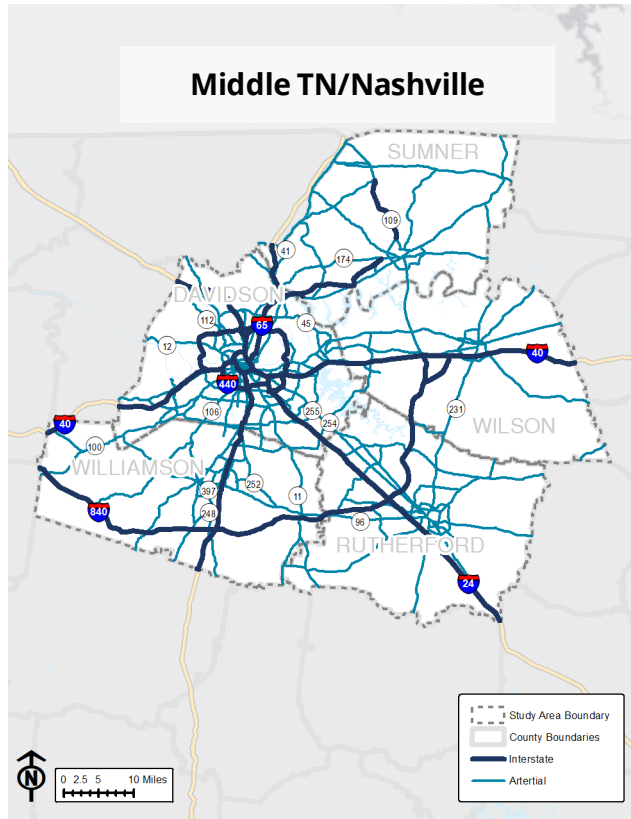 Middle TN/Nashville
SUMNER
109
41
174
DAVIDSON
112
65
45
12
40
440
106
255
254
231
40
WILSON
100
WILLIAMSON
397
252
11
248
840
96
RUTHERFORD
24
Study Area Boundary
County Boundaries
Interstate
Artertial
N
0 2.5 5 10 Miles